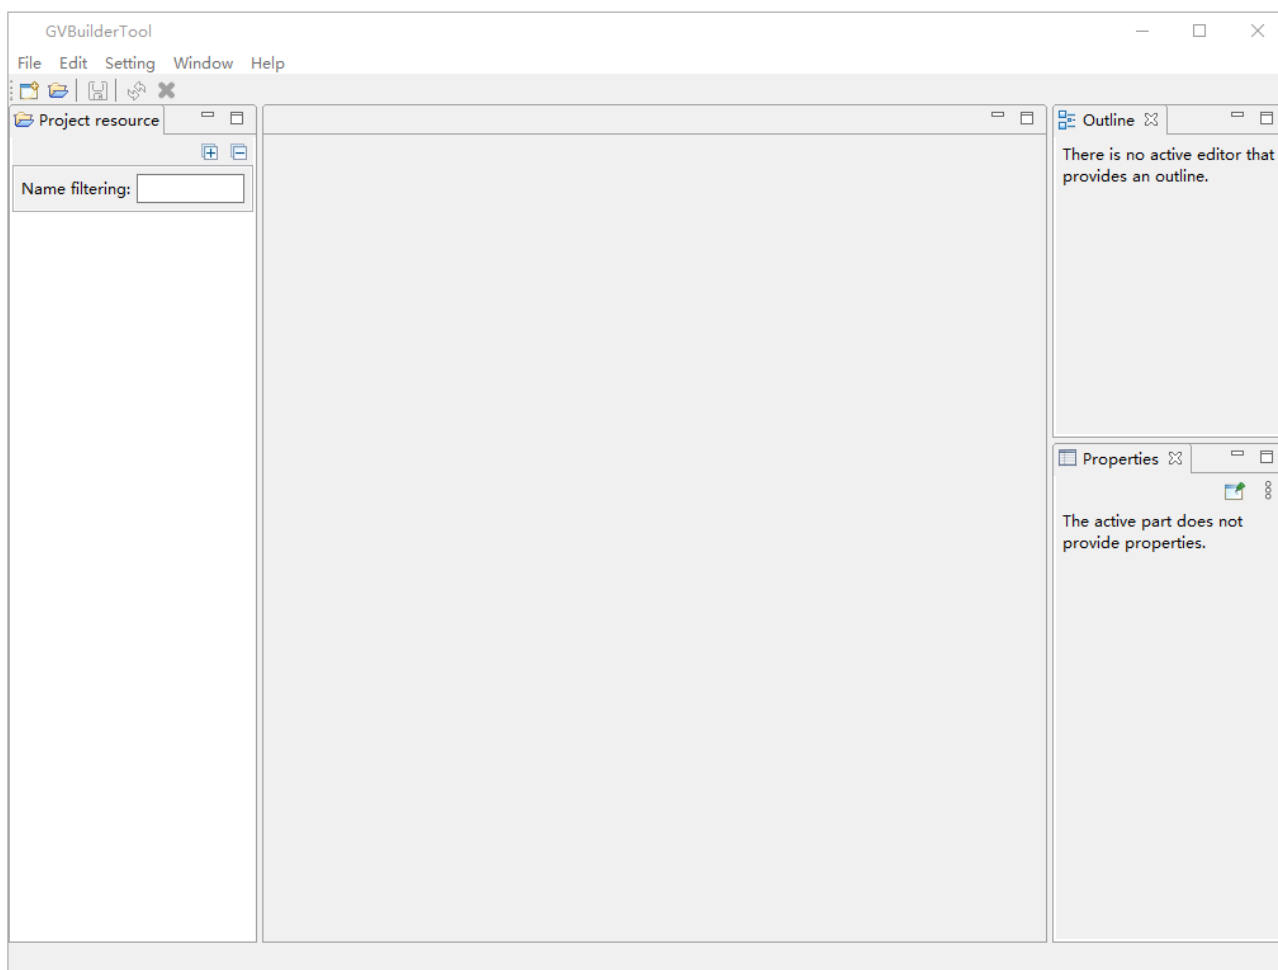 GVBuilderTool
File Edit Setting Window Help
Project resource
Name filtering:
Outline
There is no active editor that
provides an outline.
Properties
The active part does not
provide properties.